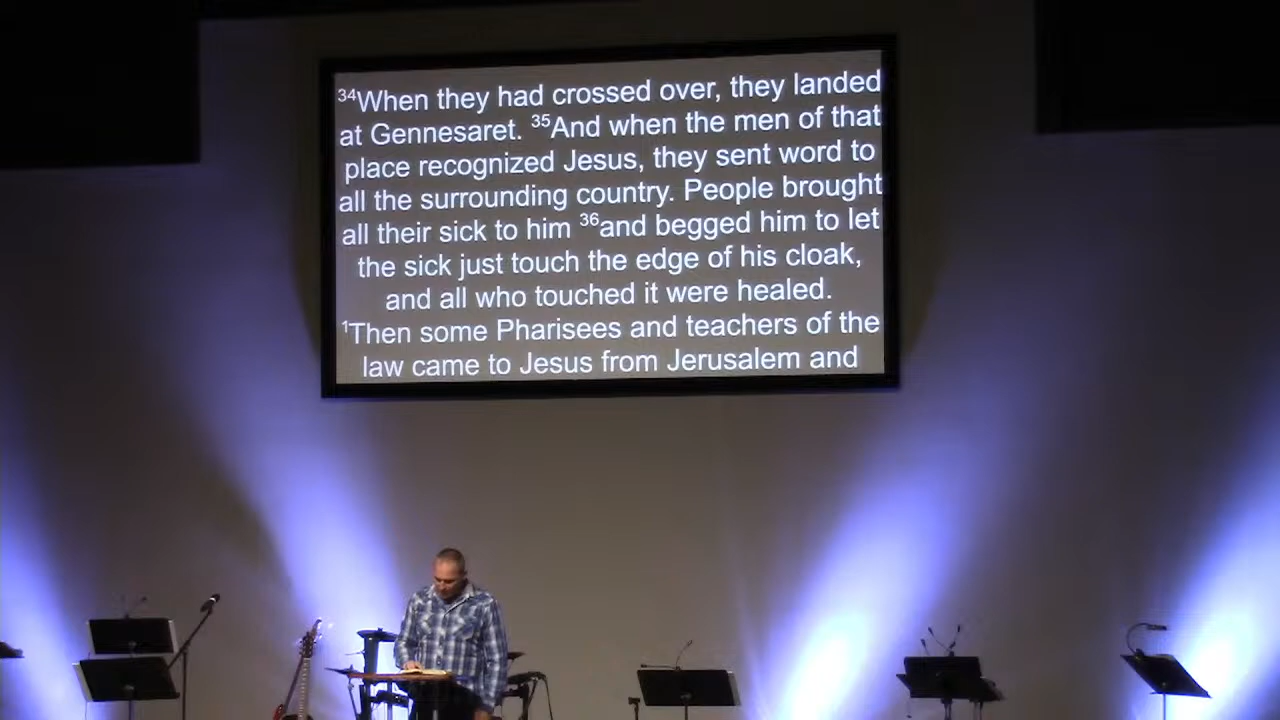 ³⁴When they had crossed over, they landed
at Gennesaret. ³⁵And when the men of that
place recognized Jesus, they sent word to
all the surrounding country. People brought
all their sick to him ³⁶and begged him to let
the sick just touch the edge of his cloak,
and all who touched it were healed.
¹Then some Pharisees and teachers of the
law came to Jesus from Jerusalem and